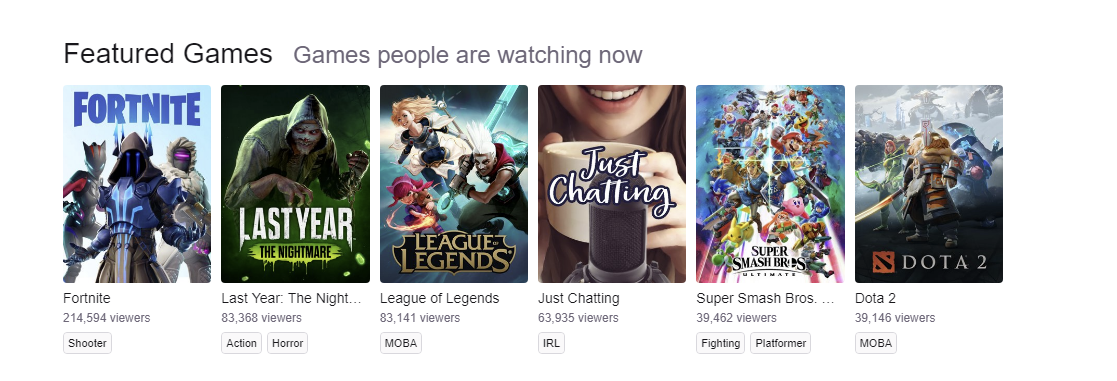 Featured Games Games people are watching now
FORTNITE
LAST YEAR
THE NIGHTMARE
LEAGUE OF
LEGENDS
Just
Chatting
SUPER
SMASH BROS.
ULTIMATE
DOTA 2
Fortnite
214,594 viewers
Shooter
Last Year: The Night…
83,368 viewers
Action Horror
League of Legends
83,141 viewers
MOBA
Just Chatting
63,935 viewers
IRL
Super Smash Bros. …
39,462 viewers
Fighting Platformer
Dota 2
39,146 viewers
MOBA